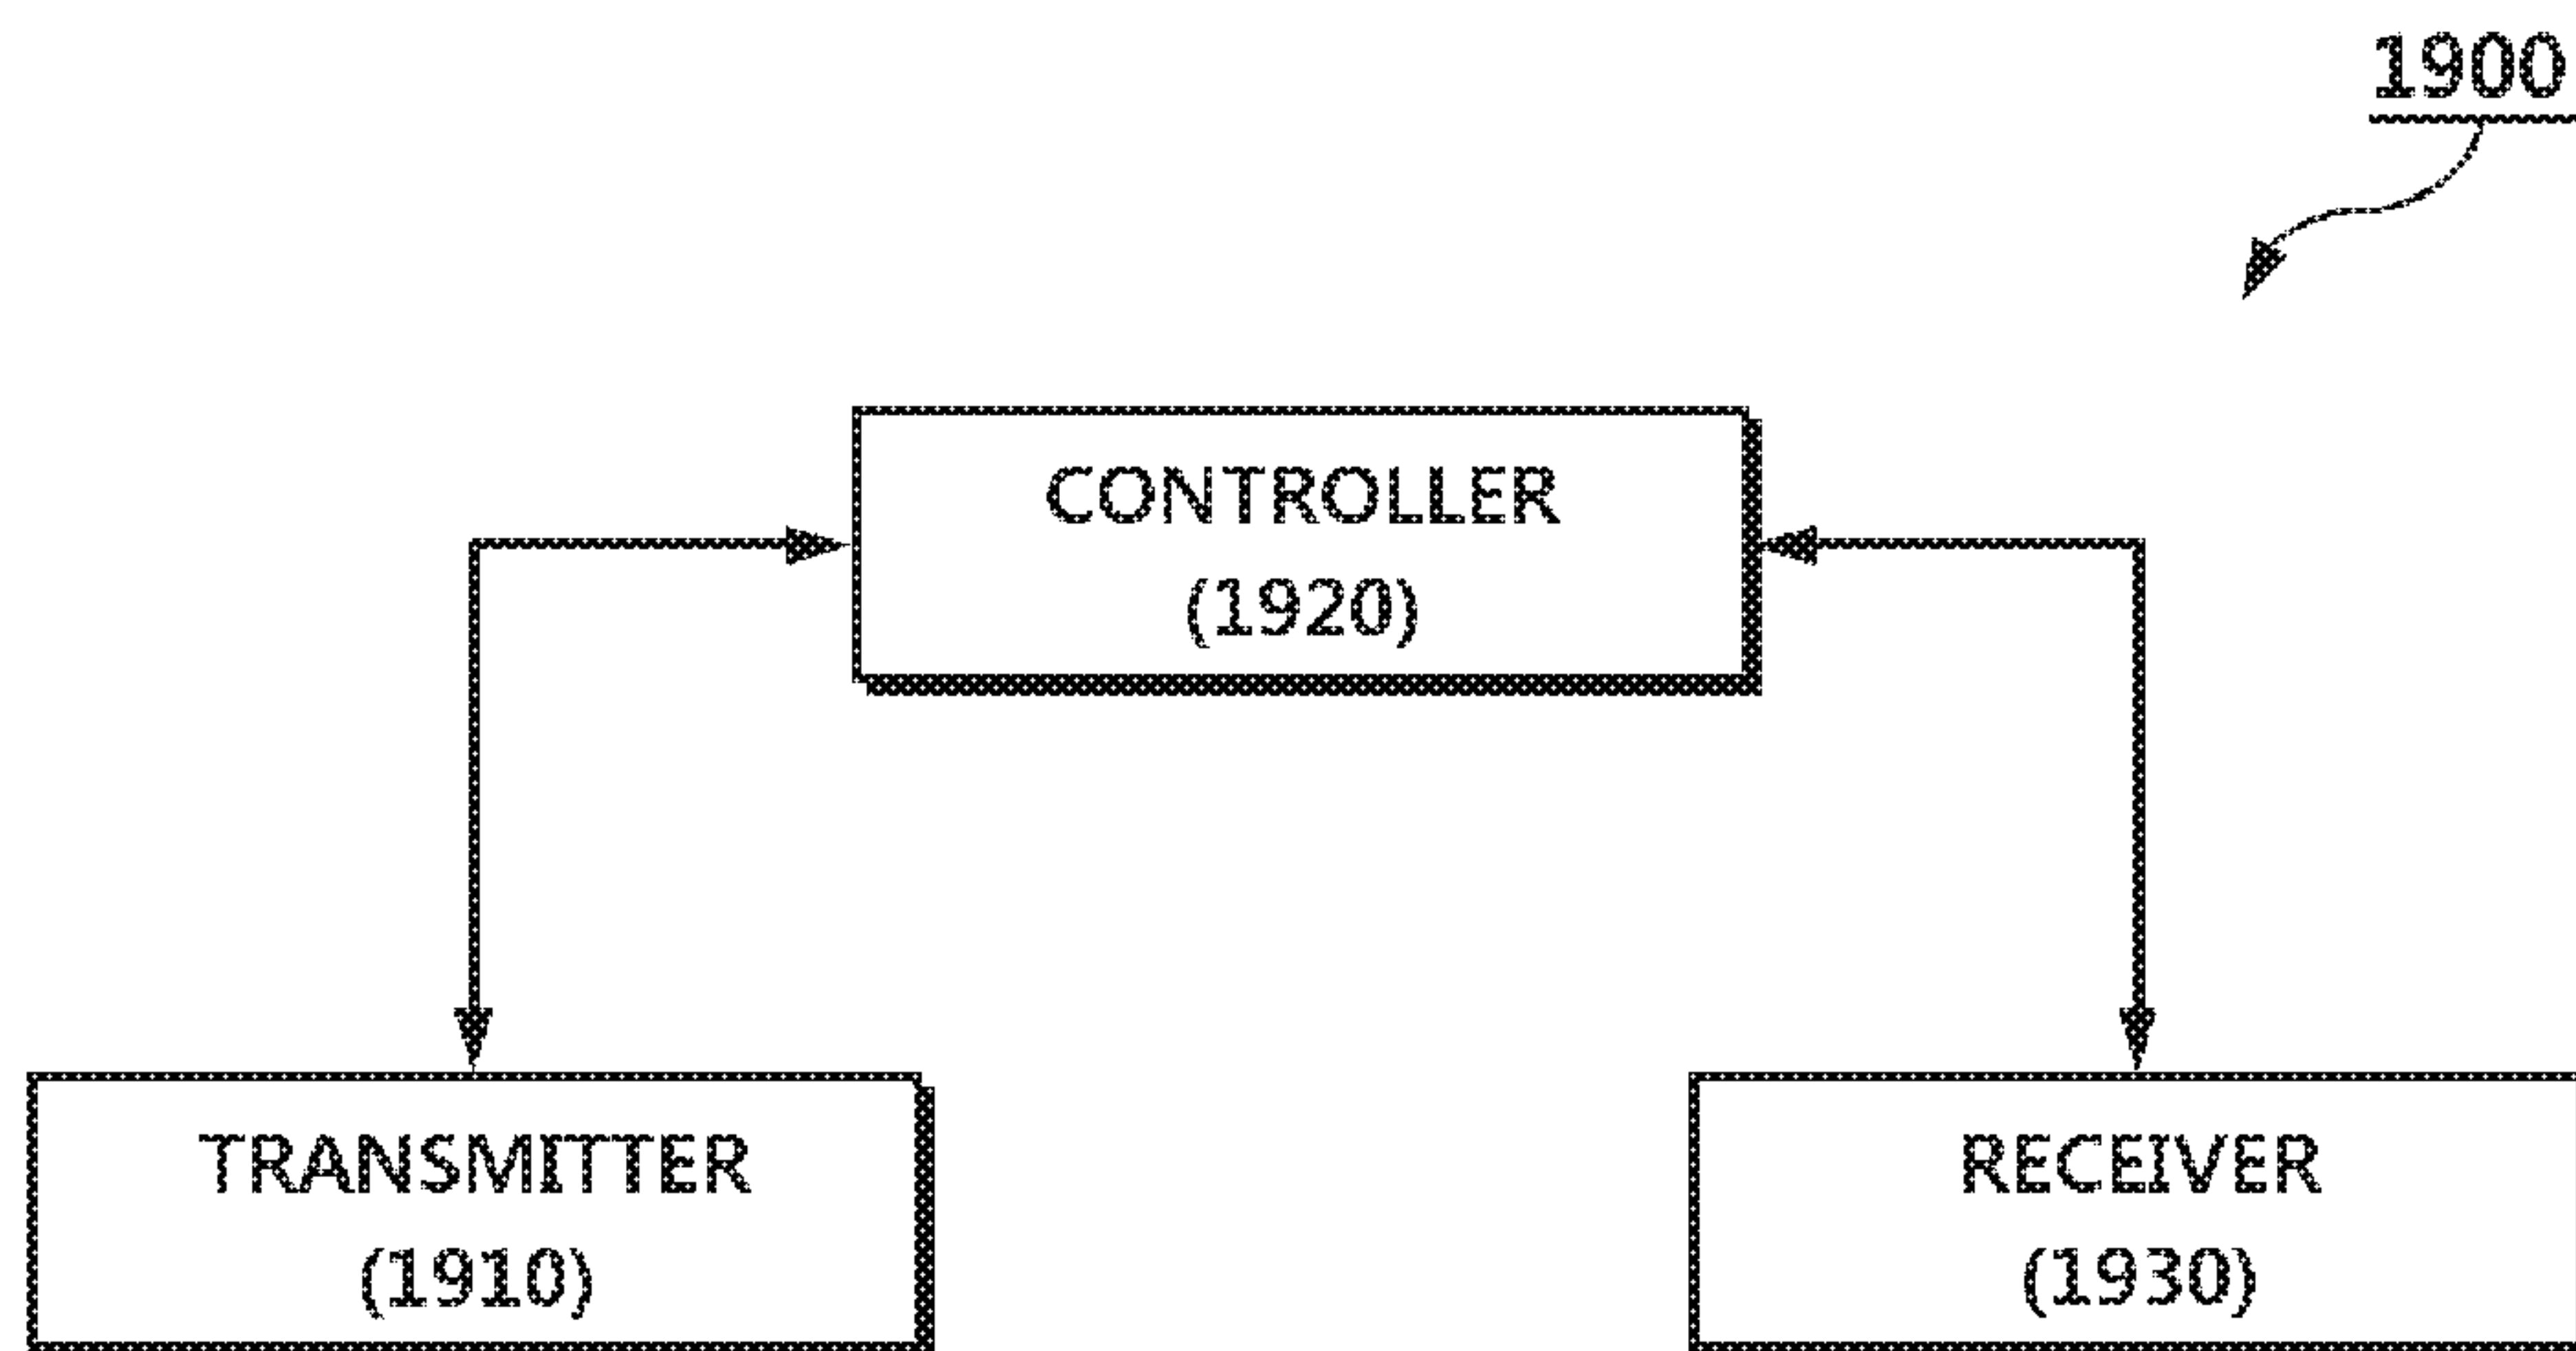 1900
CONTROLLER
(1920)
TRANSMITTER
(1910)
RECEIVER
(1930)